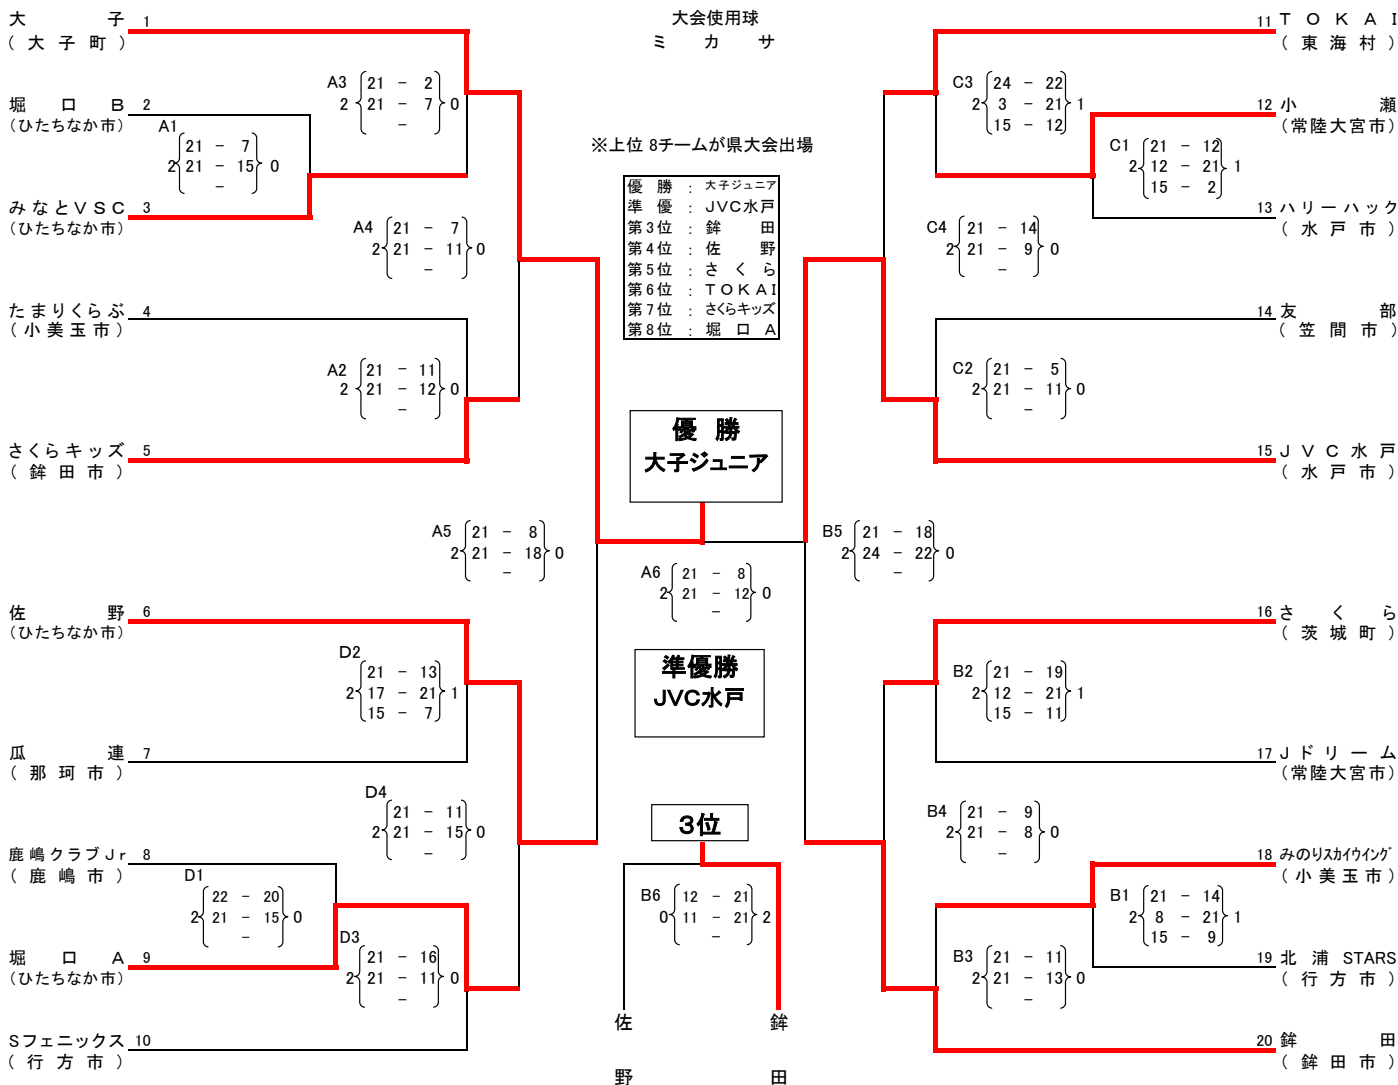 大会使用球
ミカサ
※上位 8チームが県大会出場
優勝 : 大子ジュニア
準優 : JVC水戸
第3位 : 鉾田
第4位 : 佐野
第5位 : さくら
第6位 : TOKAI
第7位 : さくらキッズ
第8位 : 堀口A
優勝
大子ジュニア
準優勝
JVC水戸
3位
大子 1
(大子町)
堀口B 2
(ひたちなか市)
みなとVSC 3
(ひたちなか市)
たまりくらぶ 4
(小美玉市)
さくらキッズ 5
(鉾田市)
佐野 6
(ひたちなか市)
瓜連 7
(那珂市)
鹿嶋クラブJr 8
(鹿嶋市)
堀口A 9
(ひたちなか市)
Sフェニックス 10
(行方市)
A1
21 - 7
2 21 - 15 0
-
A3
21 - 2
2 21 - 7 0
-
A4
21 - 7
2 21 - 11 0
-
A2
21 - 11
2 21 - 12 0
-
A5
21 - 8
2 21 - 18 0
-
D2
21 - 13
2 17 - 21 1
15 - 7
D4
21 - 11
2 21 - 15 0
-
D1
22 - 20
2 21 - 15 0
-
D3
21 - 16
2 21 - 11 0
-
A6
21 - 8
2 21 - 12 0
-
B6
12 - 21
0 11 - 21 2
-
佐野
鉾田
11 TOKAI
(東海村)
12 小瀬
(常陸大宮市)
13 ハリーハック
(水戸市)
14 友部
(笠間市)
15 JVC水戸
(水戸市)
16 さくら
(茨城町)
17 Jドリーム
(常陸大宮市)
18 みのりスカイウイング
(小美玉市)
19 北浦 STARS
(行方市)
20 鉾田
(鉾田市)
C3
24 - 22
2 3 - 21 1
15 - 12
C1
21 - 12
2 12 - 21 1
15 - 2
C4
21 - 14
2 21 - 9 0
-
C2
21 - 5
2 21 - 11 0
-
B5
21 - 18
2 24 - 22 0
-
B2
21 - 19
2 12 - 21 1
15 - 11
B4
21 - 9
2 21 - 8 0
-
B1
21 - 14
2 8 - 21 1
15 - 9
B3
21 - 11
2 21 - 13 0
-